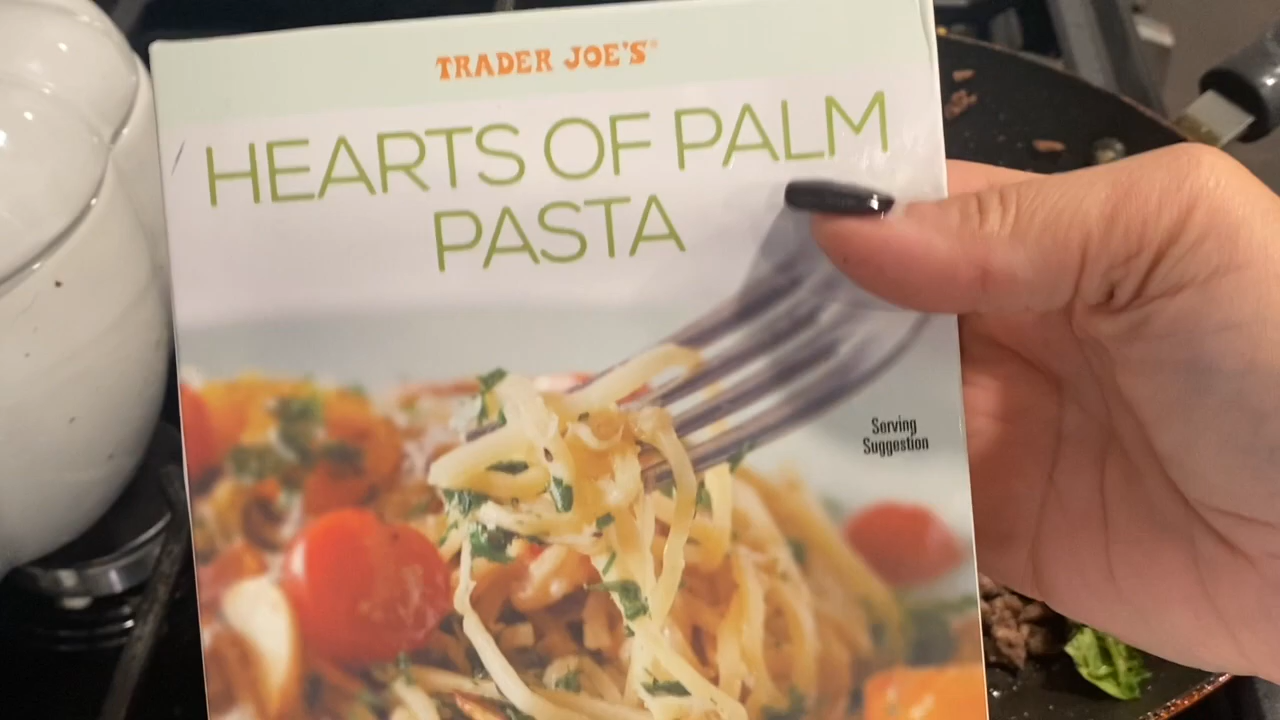 TRADER JOE'S
HEARTS OF PALM
PASTA
Serving
Suggestion